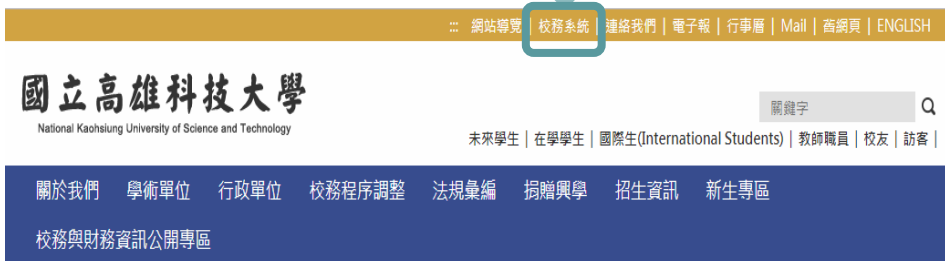 ::: 網站導覽 | 校務系統 | 連絡我們 | 電子報 | 行事曆 | Mail | 舊網頁 | ENGLISH
國立高雄科技大學
National Kaohsiung University of Science and Technology
關鍵字
未來學生 | 在學學生 | 國際生(International Students) | 教師職員 | 校友 | 訪客 |
關於我們 學術單位 行政單位 校務程序調整 法規彙編 捐贈興學 招生資訊 新生專區
校務與財務資訊公開專區